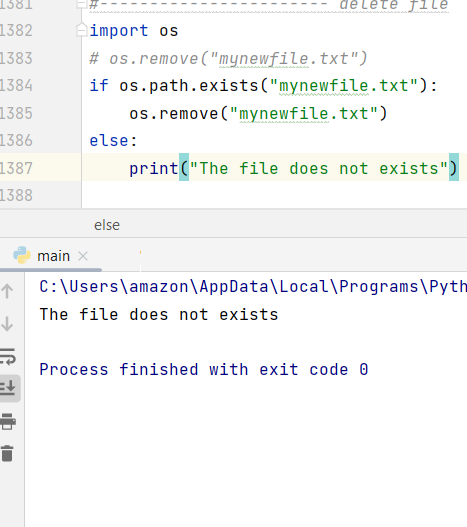 1381 #----------------------- delete file
1382 import os
1383 # os.remove("mynewfile.txt")
1384 if os.path.exists("mynewfile.txt"):
1385 os.remove("mynewfile.txt")
1386 else:
1387 print("The file does not exists")
1388
else
main
C:\Users\amazon\AppData\Local\Programs\Pyth
The file does not exists
Process finished with exit code 0